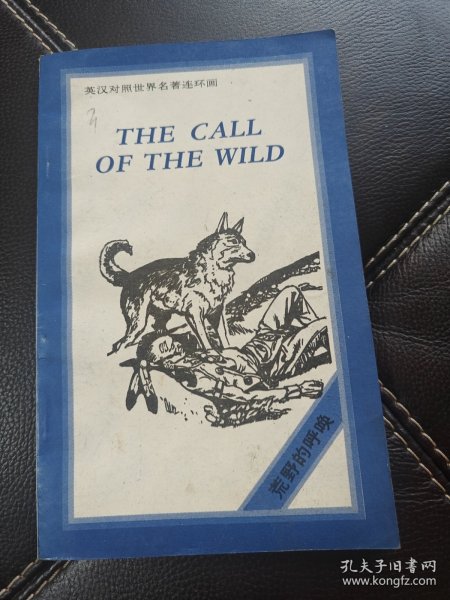 英汉对照世界名著连环画
THE CALL
OF THE WILD
荒野的呼唤
孔夫子旧书网
www.kongfz.com